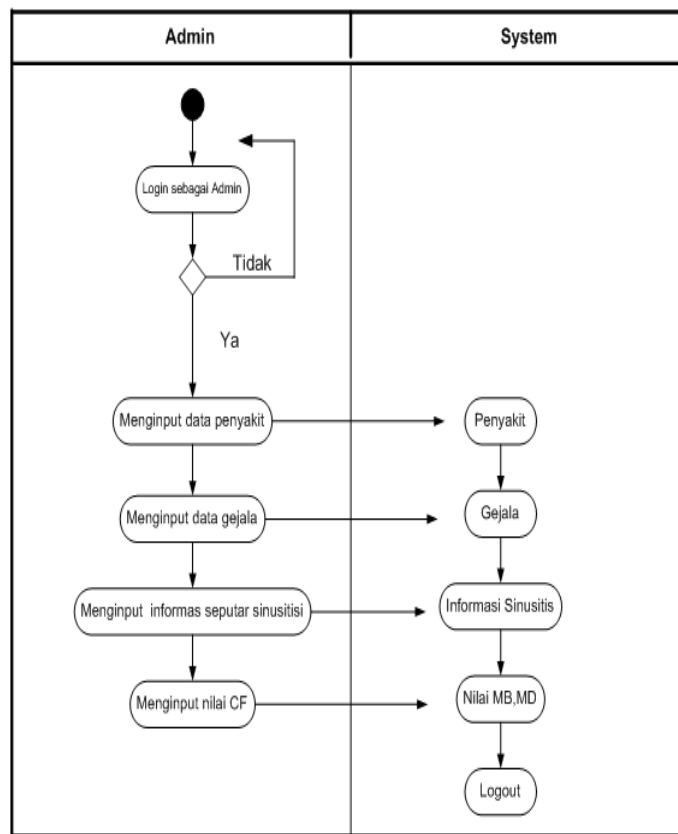 Admin
System
Login sebagai Admin
Tidak
Ya
Menginput data penyakit
Penyakit
Menginput data gejala
Gejala
Menginput informas seputar sinusitisi
Informasi Sinusitis
Menginput nilai CF
Nilai MB,MD
Logout